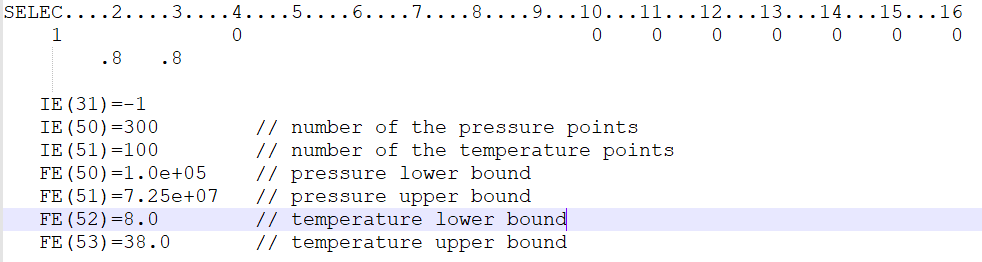 SELEC....2....3....4....5....6....7....8....9...10...11...12...13...14...15...16
    1              0                             0    0    0    0    0    0    0
        .8   .8
   IE(31)=-1
   IE(50)=300        // number of the pressure points
   IE(51)=100        // number of the temperature points
   FE(50)=1.0e+05    // pressure lower bound
   FE(51)=7.25e+07   // pressure upper bound
   FE(52)=8.0        // temperature lower bound
   FE(53)=38.0       // temperature upper bound